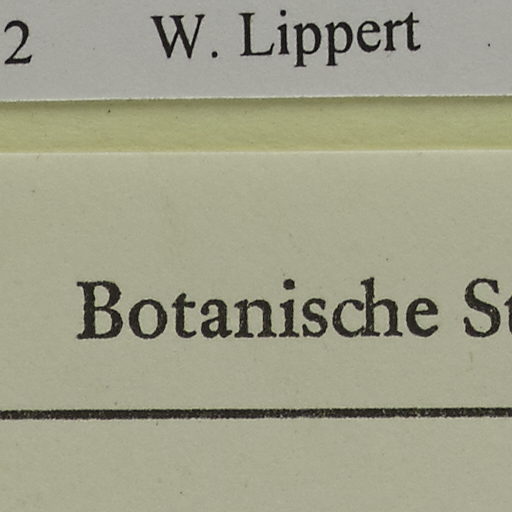 2 W. Lippert
Botanische